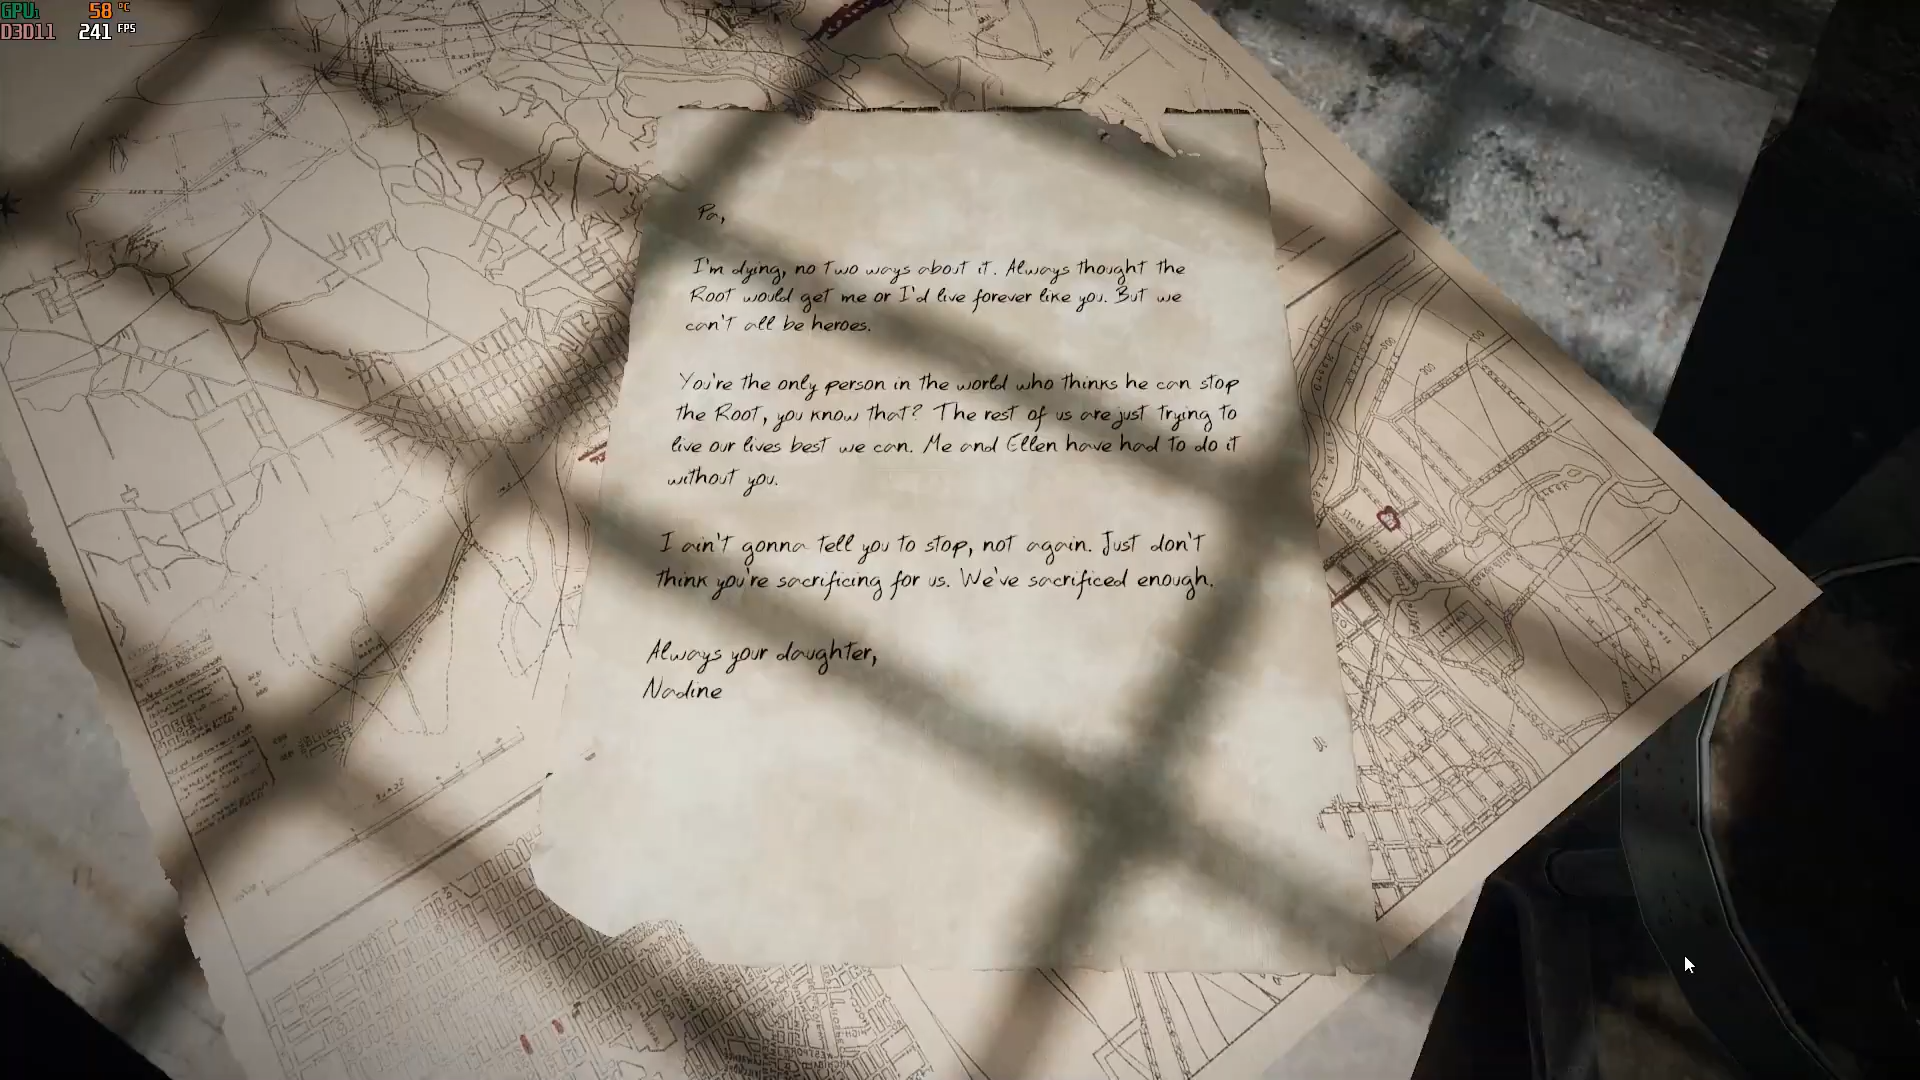 GPU1 58 °C
D3D11 241 FPS
Pa,
I'm dying, no two ways about it. Always thought the
Root would get me or I'd live forever like you. But we
can't all be heroes.
You're the only person in the world who thinks he can stop
the Root, you know that? The rest of us are just trying to
live our lives best we can. Me and Ellen have had to do it
without you.
I ain't gonna tell you to stop, not again. Just don't
think you're sacrificing for us. We've sacrificed enough.
Always your daughter,
Nadine